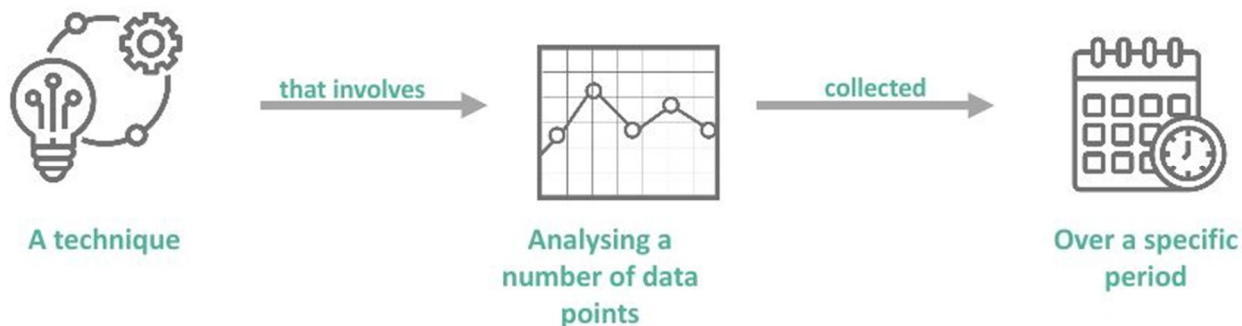 that involves
collected
A technique
Analysing a
number of data
points
Over a specific
period